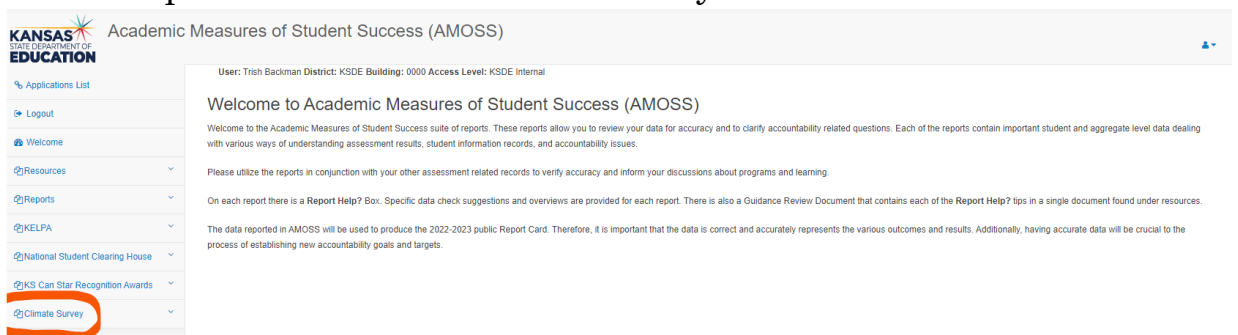 KANSAS
STATE DEPARTMENT OF
EDUCATION
Academic Measures of Student Success (AMOSS)
User: Trish Backman District: KSDE Building: 0000 Access Level: KSDE Internal
Applications List
Logout
Welcome
Resources
Reports
KELPA
National Student Clearing House
KS Can Star Recognition Awards
Climate Survey
Welcome to Academic Measures of Student Success (AMOSS)
Welcome to the Academic Measures of Student Success suite of reports. These reports allow you to review your data for accuracy and to clarify accountability related questions. Each of the reports contain important student and aggregate level data dealing
with various ways of understanding assessment results, student information records, and accountability issues.
Please utilize the reports in conjunction with your other assessment related records to verify accuracy and inform your discussions about programs and learning.
On each report there is a Report Help? Box. Specific data check suggestions and overviews are provided for each report. There is also a Guidance Review Document that contains each of the Report Help? tips in a single document found under resources.
The data reported in AMOSS will be used to produce the 2022-2023 public Report Card. Therefore, it is important that the data is correct and accurately represents the various outcomes and results. Additionally, having accurate data will be crucial to the
process of establishing new accountability goals and targets.